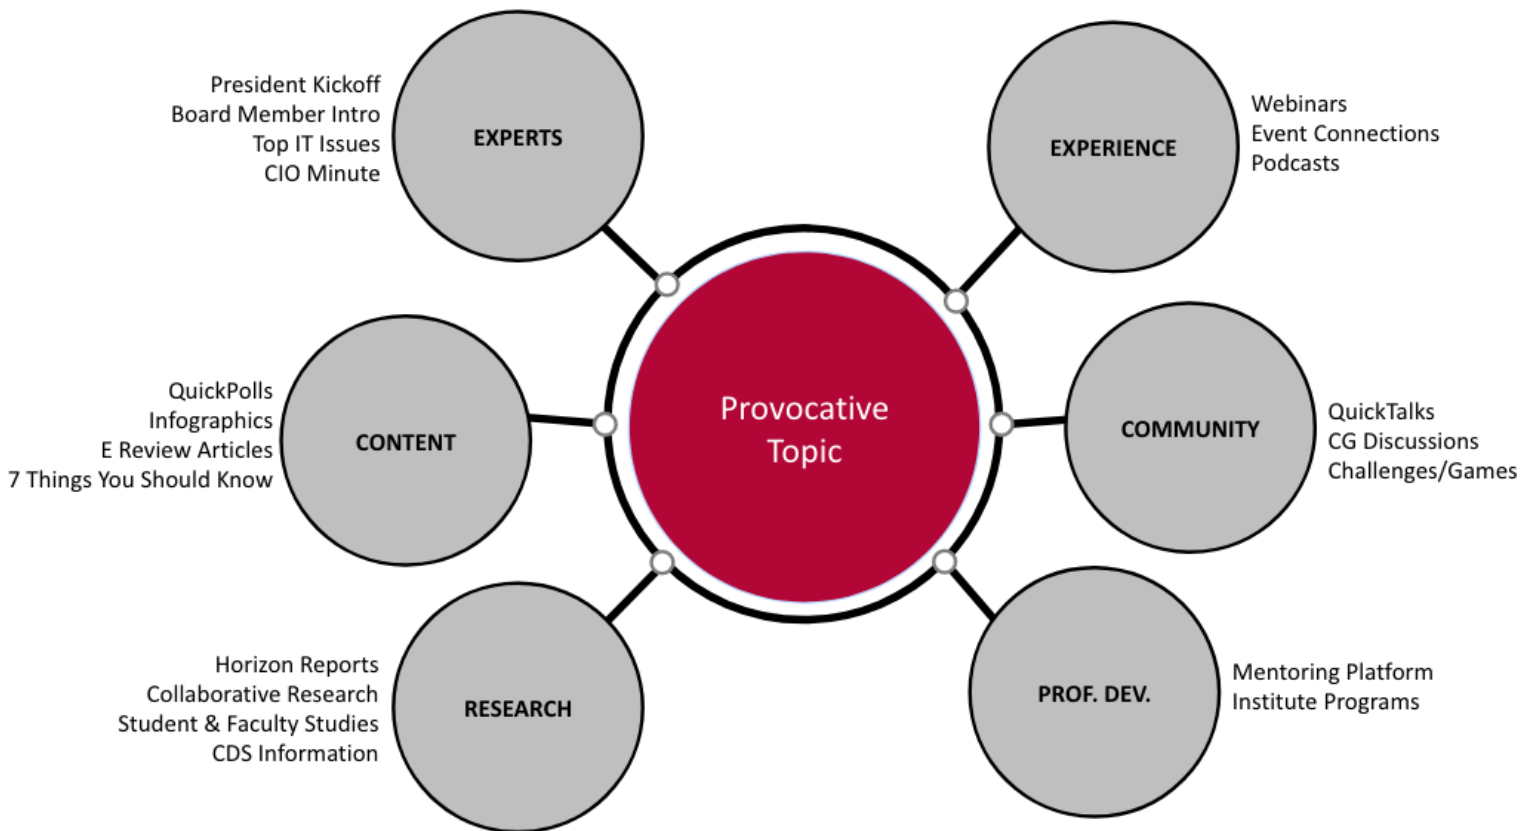 President Kickoff
Board Member Intro
Top IT Issues
CIO Minute
EXPERTS
EXPERIENCE
Webinars
Event Connections
Podcasts
QuickPolls
Infographics
E Review Articles
7 Things You Should Know
CONTENT
Provocative
Topic
COMMUNITY
QuickTalks
CG Discussions
Challenges/Games
Horizon Reports
Collaborative Research
Student & Faculty Studies
CDS Information
RESEARCH
PROF. DEV.
Mentoring Platform
Institute Programs